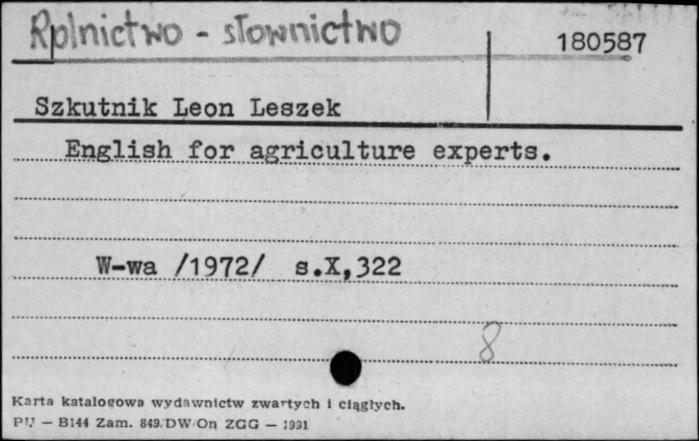 Rolnictwo - słownictwo
180587
Szkutnik Leon Leszek
English for agriculture experts.
W-wa /1972/ s.X,322
8
Karta katalogowa wydawnictw zwartych i ciągłych.
PU — B144 Zam. 849/DW/On ZGG — 1991